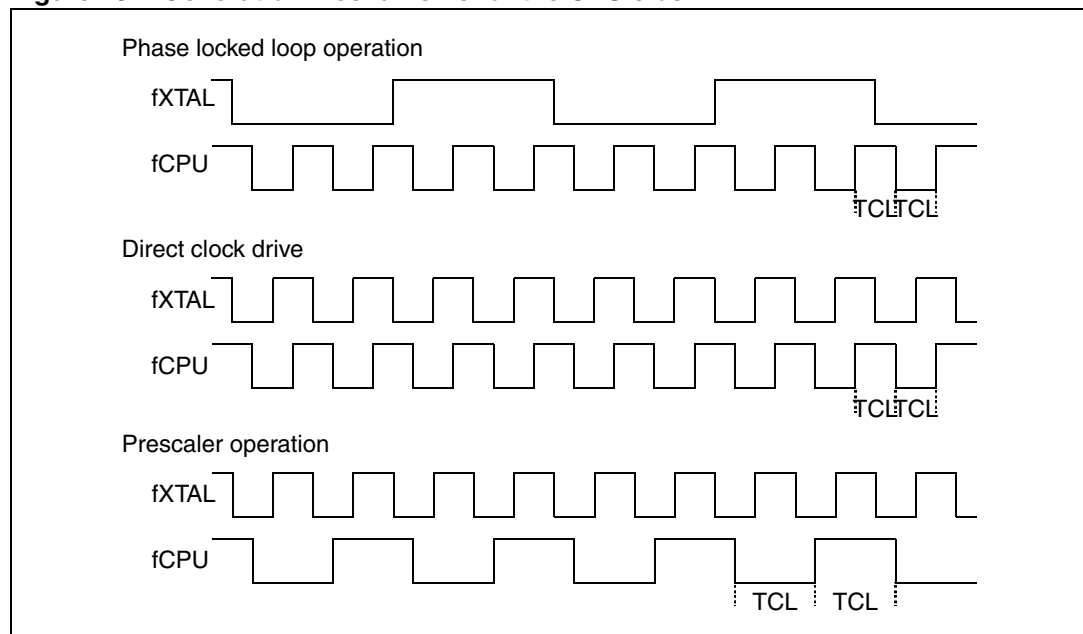 Phase locked loop operation
fXTAL
fCPU
TCL TCL
Direct clock drive
fXTAL
fCPU
TCL TCL
Prescaler operation
fXTAL
fCPU
TCL TCL